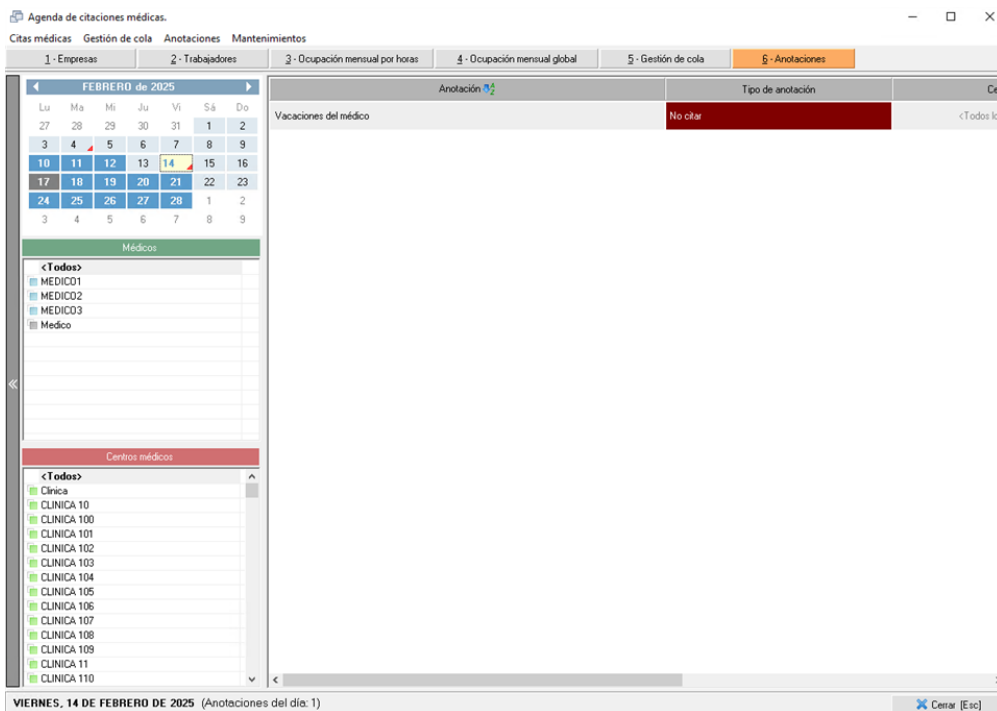 Agenda de citaciones médicas.
Citas médicas Gestión de cola Anotaciones Mantenimientos
1 - Empresas 2 - Trabajadores 3 - Ocupación mensual por horas 4 - Ocupación mensual global 5 - Gestión de cola 6 - Anotaciones
FEBRERO de 2025
Lu Ma Mi Ju Vi Sá Do
27 28 29 30 31 1 2
3 4 5 6 7 8 9
10 11 12 13 14 15 16
17 18 19 20 21 22 23
24 25 26 27 28 1 2
3 4 5 6 7 8 9
Médicos
<Todos>
MEDICO1
MEDICO2
MEDICO3
Medico
Centros médicos
<Todos>
Clinica
CLINICA 10
CLINICA 100
CLINICA 101
CLINICA 102
CLINICA 103
CLINICA 104
CLINICA 105
CLINICA 106
CLINICA 107
CLINICA 108
CLINICA 109
CLINICA 11
CLINICA 110
Anotación Tipo de anotación Ce
Vacaciones del médico No citar <Todos lo
VIERNES, 14 DE FEBRERO DE 2025 (Anotaciones del día: 1)
Cerrar [Esc]